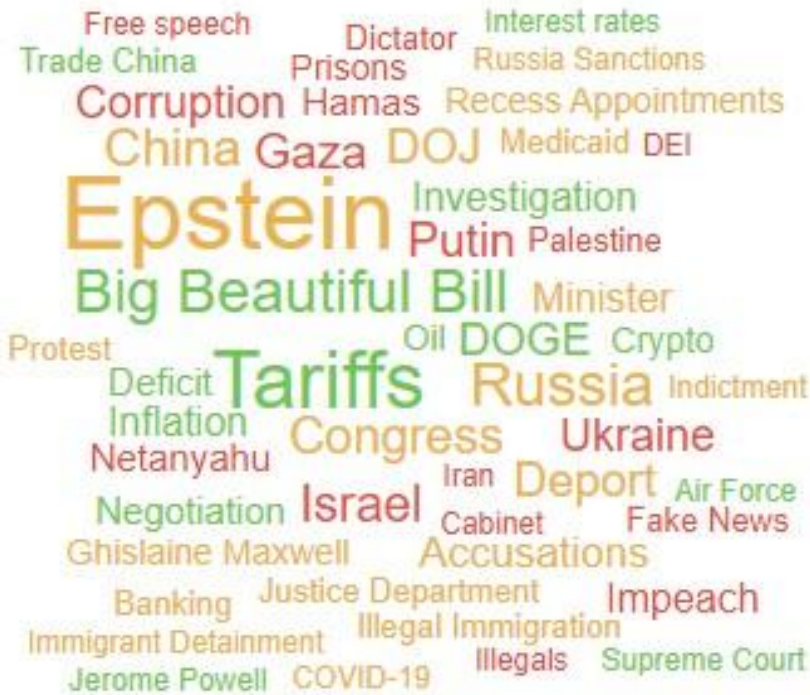 Free speech Dictator Interest rates
Trade China Prisons Russia Sanctions
Corruption Hamas Recess Appointments
China Gaza DOJ Medicaid DEI
Epstein Investigation
Putin Palestine
Big Beautiful Bill Minister
Protest Oil DOGE Crypto
Deficit Tariffs Russia Indictment
Inflation Congress Ukraine
Netanyahu Iran Deport Air Force
Negotiation Israel Cabinet Fake News
Ghislaine Maxwell Accusations
Banking Justice Department Impeach
Immigrant Detainment Illegal Immigration
Jerome Powell COVID-19 Illegals Supreme Court